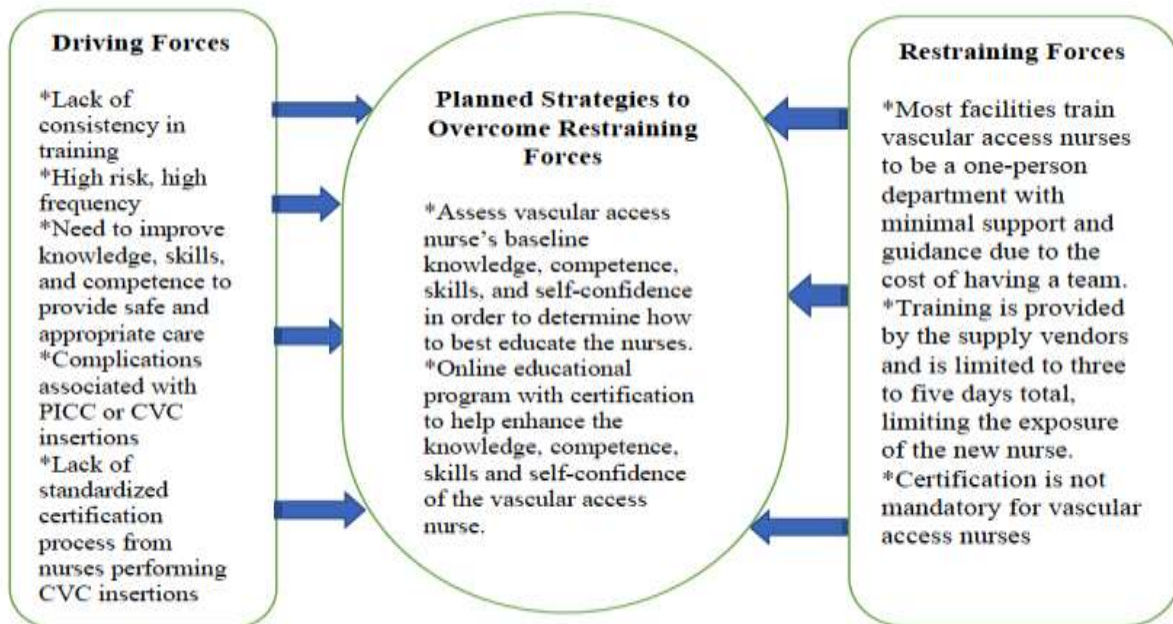 Driving Forces
*Lack of
consistency in
training
*High risk, high
frequency
*Need to improve
knowledge, skills,
and competence to
provide safe and
appropriate care
*Complications
associated with
PICC or CVC
insertions
*Lack of
standardized
certification
process from
nurses performing
CVC insertions
Planned Strategies to
Overcome Restraining
Forces
*Assess vascular access
nurse's baseline
knowledge, competence,
skills, and self-confidence
in order to determine how
to best educate the nurses.
*Online educational
program with certification
to help enhance the
knowledge, competence,
skills and self-confidence
of the vascular access
nurse.
Restraining Forces
*Most facilities train
vascular access nurses
to be a one-person
department with
minimal support and
guidance due to the
cost of having a team.
*Training is provided
by the supply vendors
and is limited to three
to five days total,
limiting the exposure
of the new nurse.
*Certification is not
mandatory for vascular
access nurses